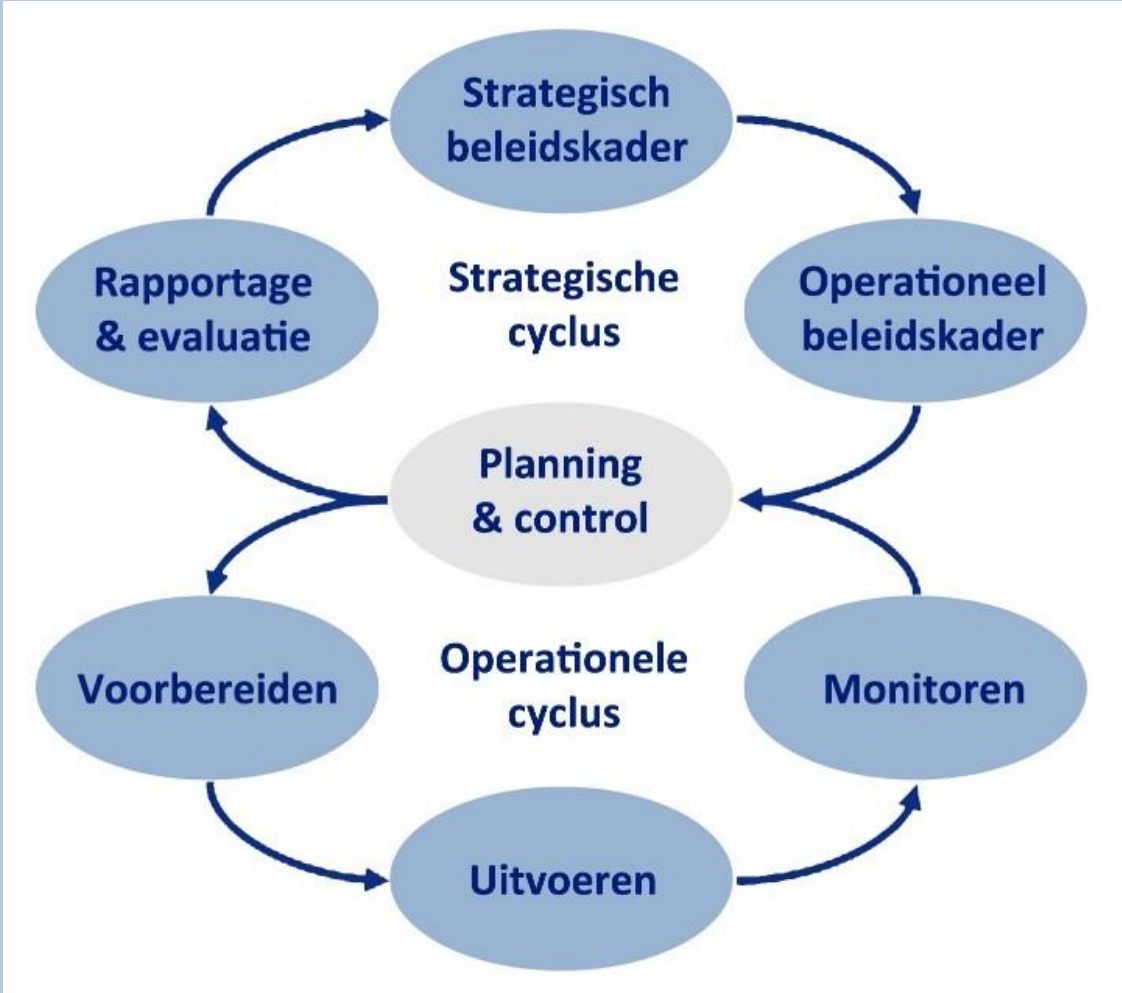 Strategisch
beleidskader
Rapportage
& evaluatie
Strategische
cyclus
Operationeel
beleidskader
Planning
& control
Voorbereiden
Operationele
cyclus
Monitoren
Uitvoeren